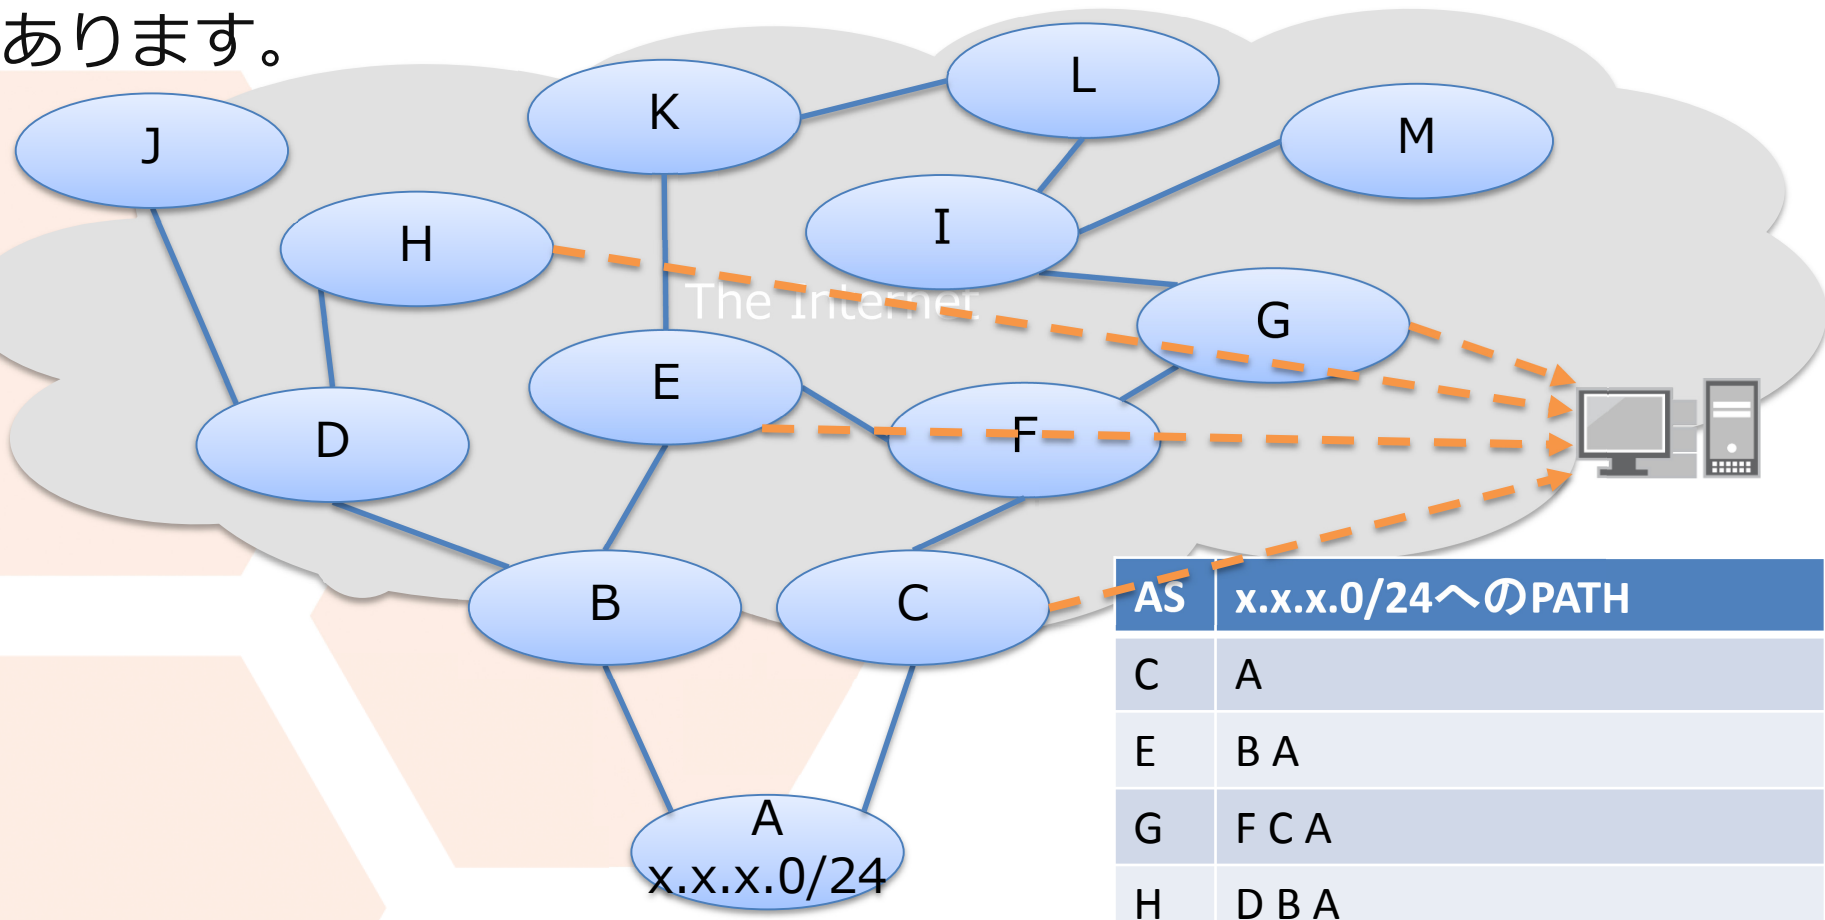 あります。
L
K
M
J
I
H
The Internet
G
E
F
D
B
C
AS x.x.x.0/24へのPATH
C A
E B A
G F C A
H D B A
A
x.x.x.0/24